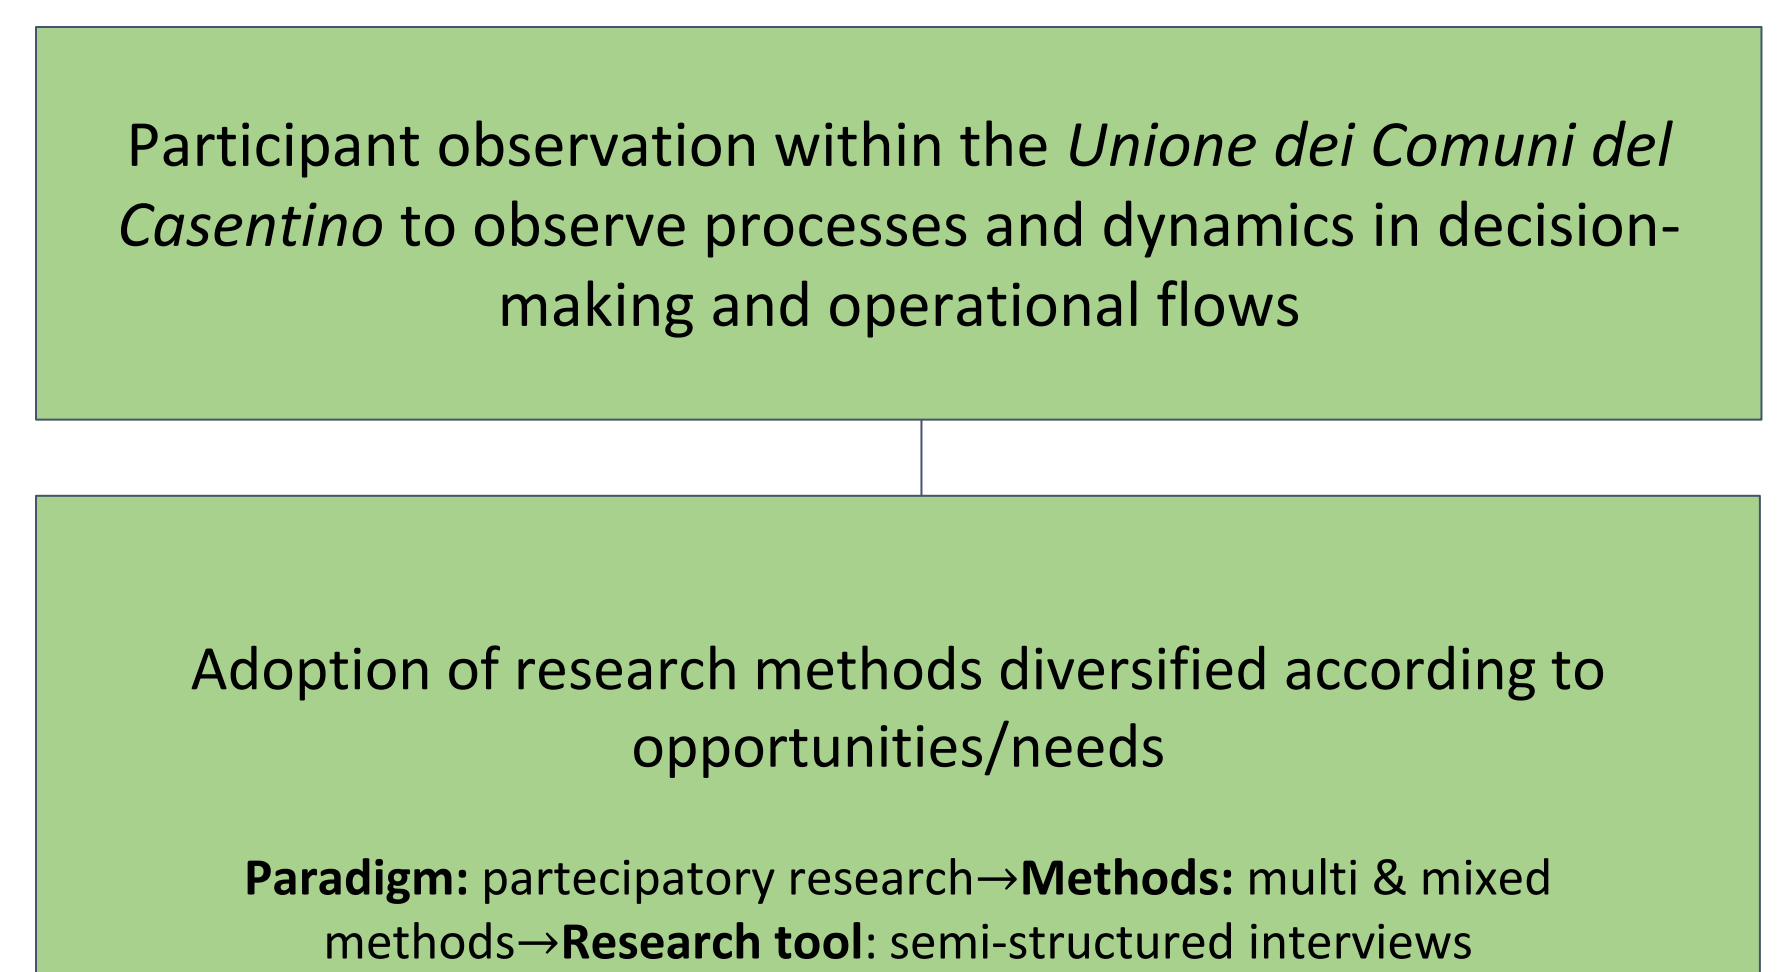 Participant observation within the Unione dei Comuni del
Casentino to observe processes and dynamics in decision-
making and operational flows
Adoption of research methods diversified according to
opportunities/needs
Paradigm: partecipatory research→Methods: multi & mixed
methods→Research tool: semi-structured interviews